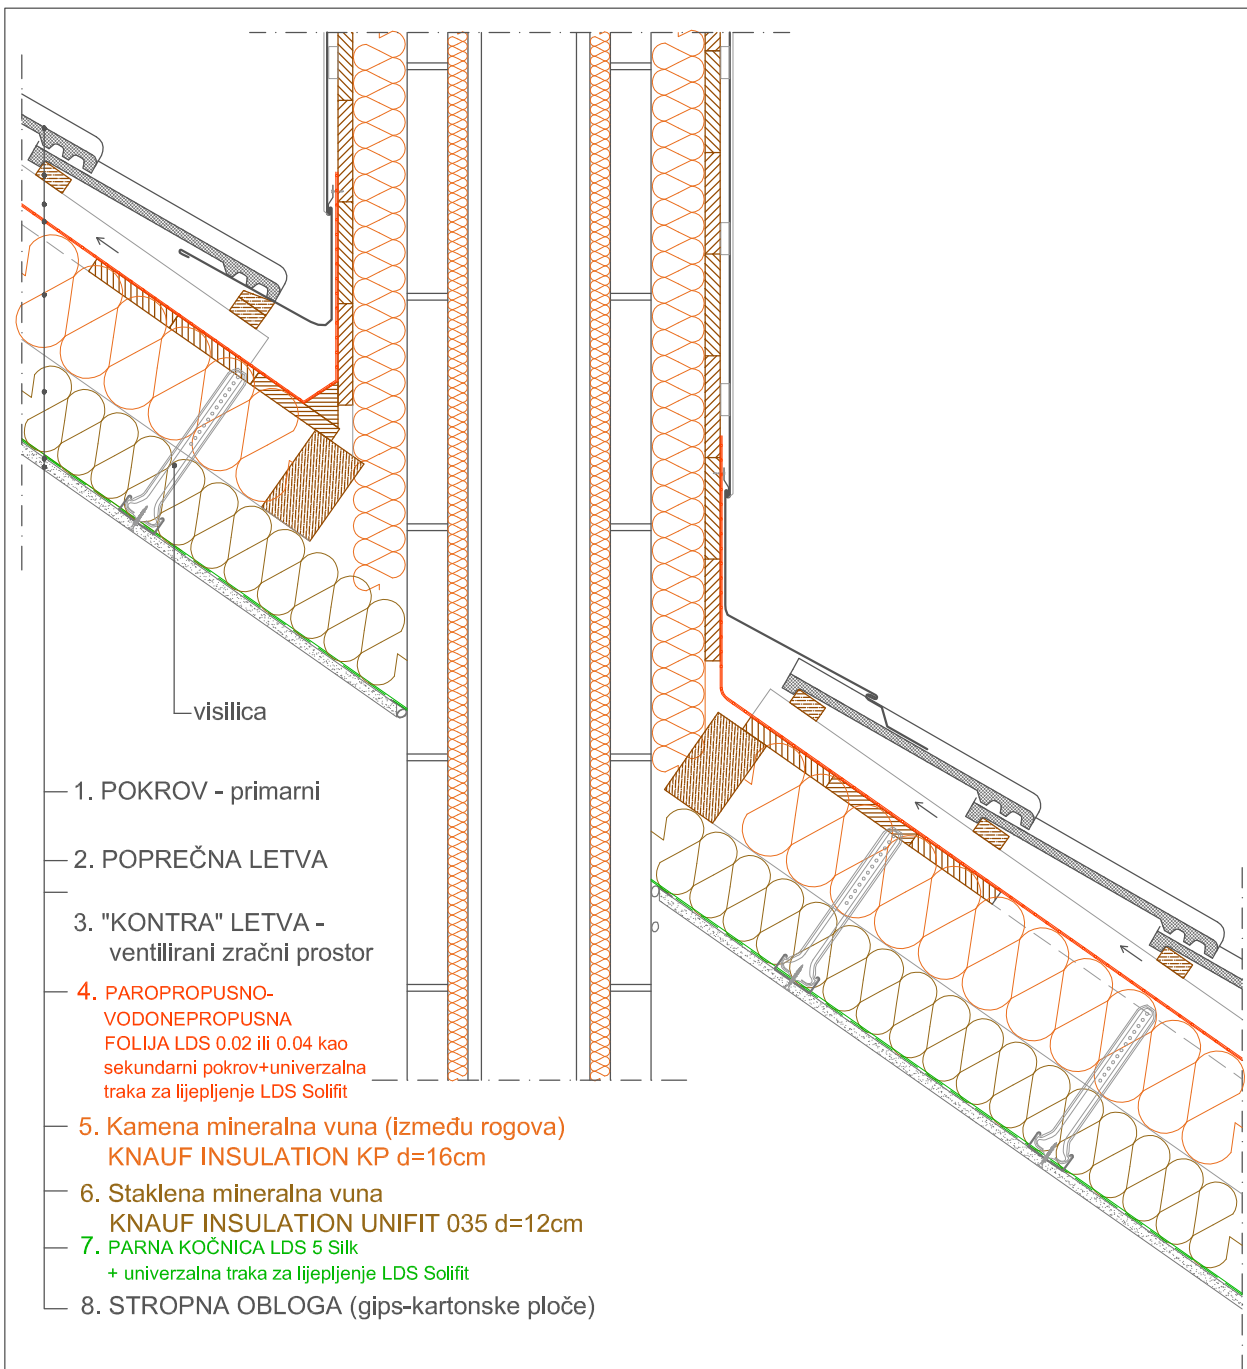 visilica
1. POKROV - primarni
2. POPREČNA LETVA
3. "KONTRA" LETVA -
ventilirani zračni prostor
4. PAROPROPUSNO-
VODONEPROPUSNA
FOLIJA LDS 0.02 ili 0.04 kao
sekundarni pokrov+univerzalna
traka za lijepljenje LDS Solifit
5. Kamena mineralna vuna (između rogova)
KNAUF INSULATION KP d=16cm
6. Staklena mineralna vuna
KNAUF INSULATION UNIFIT 035 d=12cm
7. PARNA KOČNICA LDS 5 Silk
+ univerzalna traka za lijepljenje LDS Solifit
8. STROPNA OBLOGA (gips-kartonske ploče)